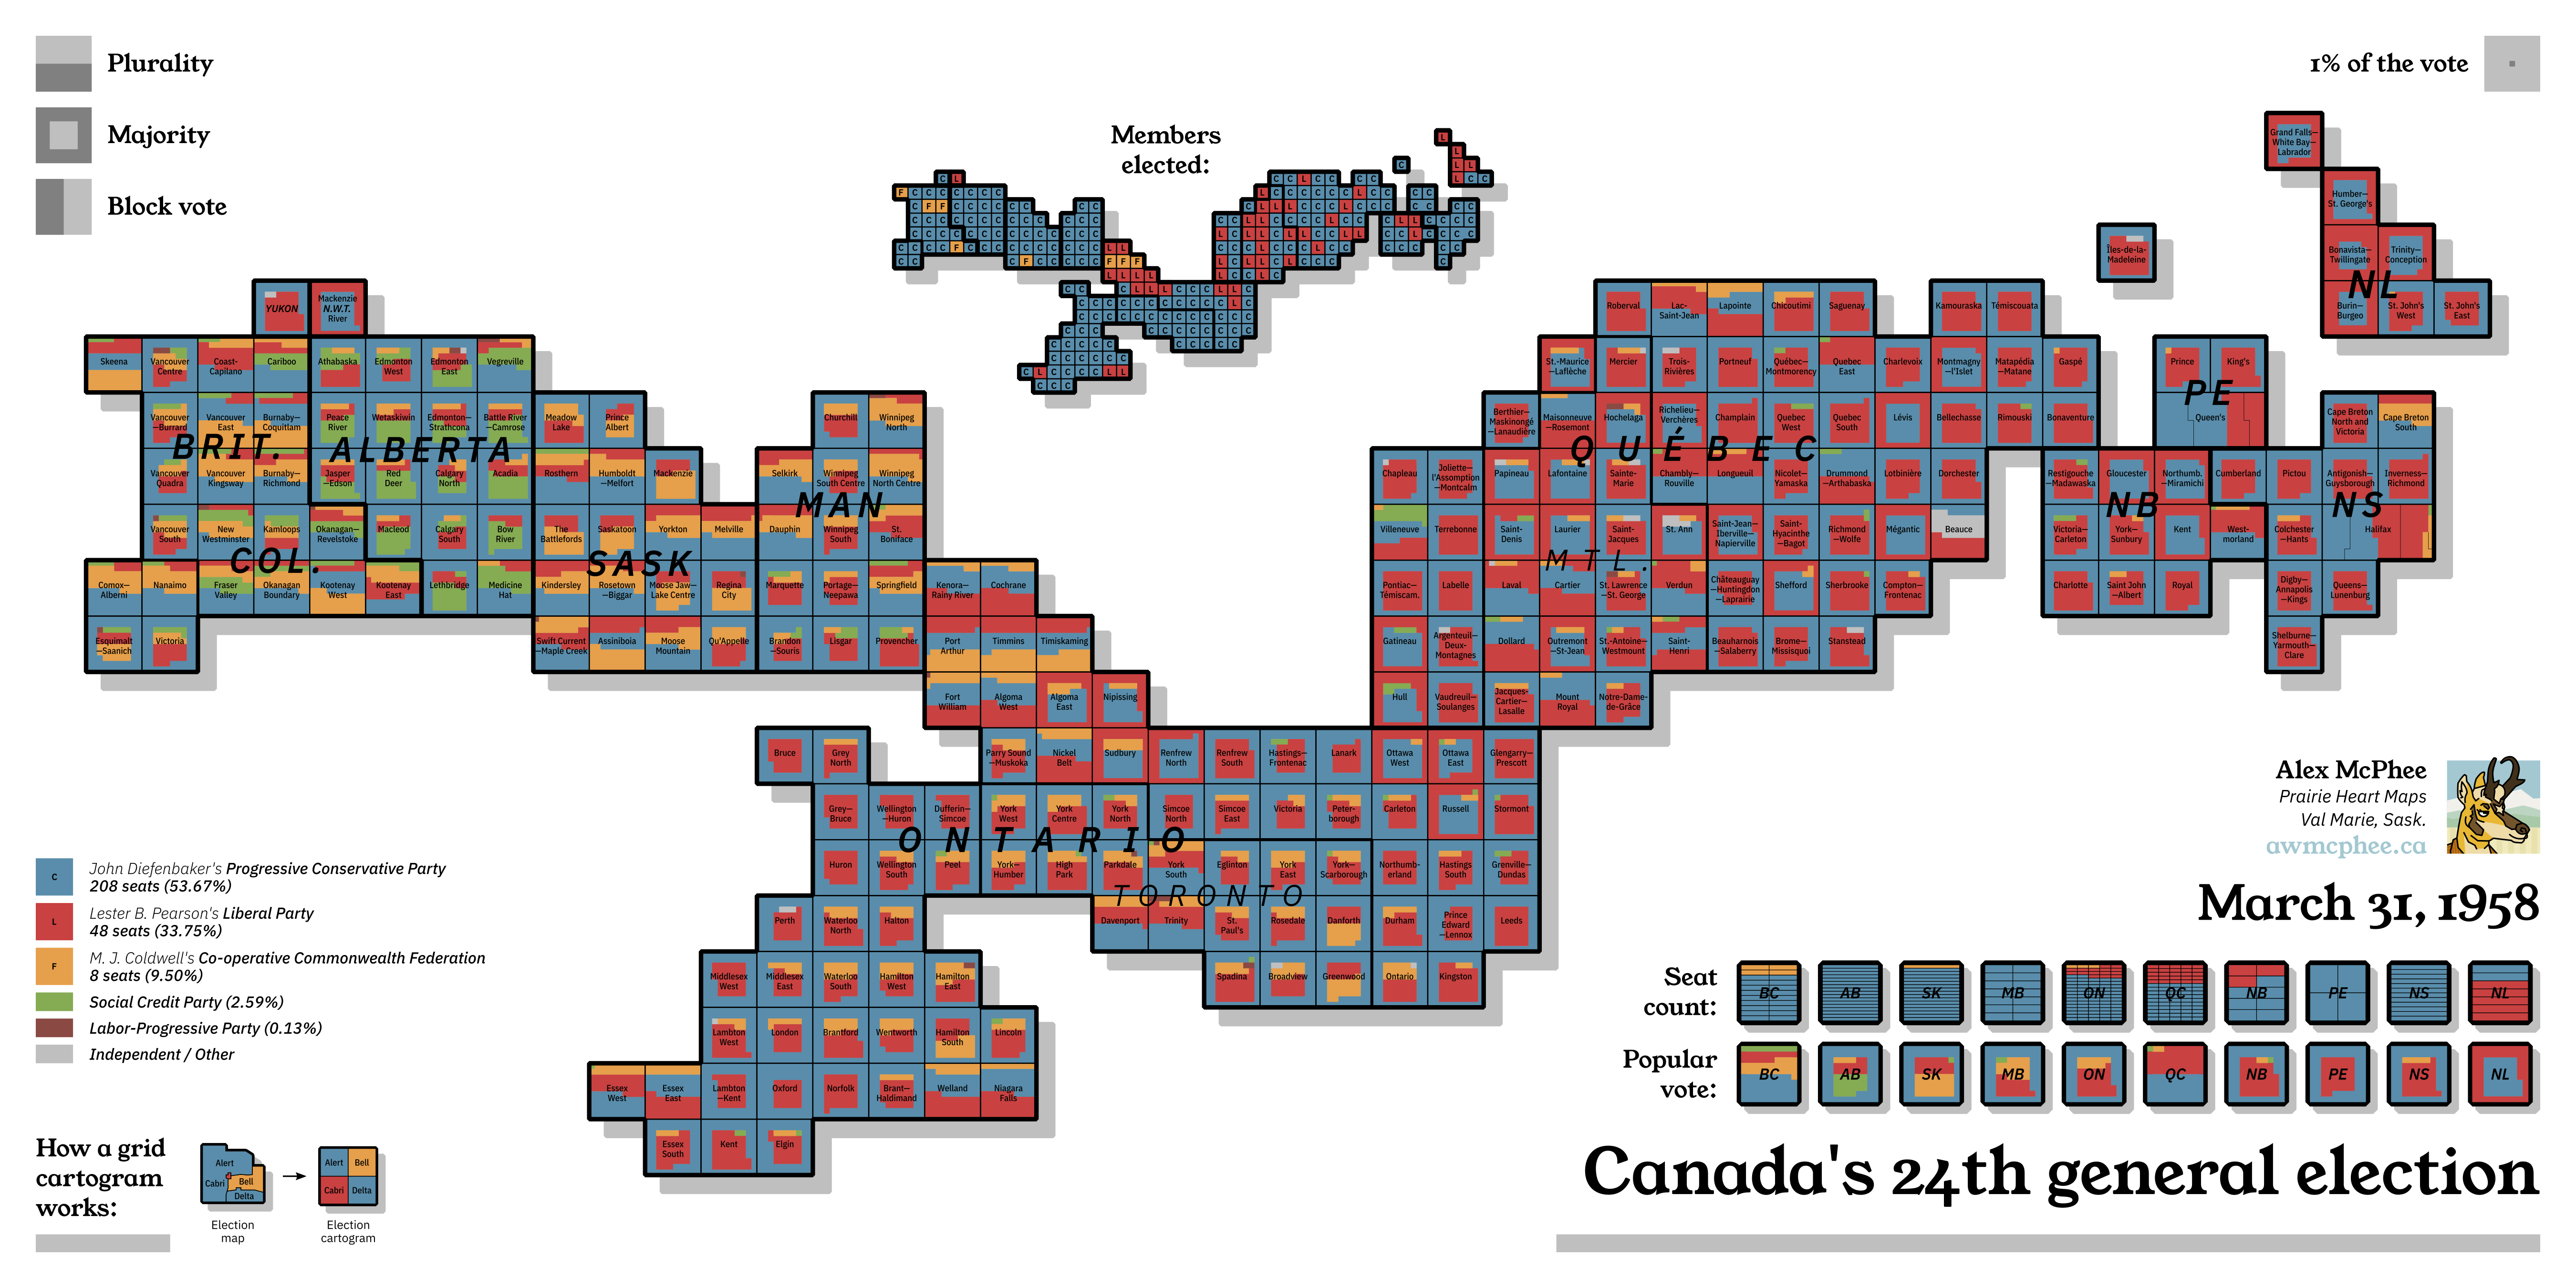 Plurality
Majority
Block vote
1% of the vote
Members
elected:
YUKON
Mackenzie
N.W.T.
River
Skeena
Vancouver
Centre
Coast-
Capilano
Cariboo
Athabaska
Edmonton
West
Edmonton
East
Vegreville
Vancouver
—Burrard
Vancouver
East
Burnaby—
Coquitlam
Peace
River
Wetaskiwin
Edmonton—
Strathcona
Battle River
—Camrose
Meadow
Lake
Prince
Albert
Churchill
Winnipeg
North
BRIT.
ALBERTA
Vancouver
Quadra
Vancouver
Kingsway
Burnaby—
Richmond
Jasper
—Edson
Red
Deer
Calgary
North
Acadia
Rosthern
Humboldt
—Melfort
Mackenzie
Selkirk
Winnipeg
South Centre
Winnipeg
North Centre
MAN
Vancouver
South
New
Westminster
Kamloops
Okanagan—
Revelstoke
Macleod
Calgary
South
Bow
River
The
Battlefords
Saskatoon
Yorkton
Melville
Dauphin
Winnipeg
South
St.
Boniface
COL.
SASK
Comox—
Alberni
Nanaimo
Fraser
Valley
Okanagan
Boundary
Kootenay
West
Kootenay
East
Lethbridge
Medicine
Hat
Kindersley
Rosetown
—Biggar
Moose Jaw—
Lake Centre
Regina
City
Marquette
Portage—
Neepawa
Springfield
Kenora—
Rainy River
Cochrane
Esquimalt
—Saanich
Victoria
Swift Current
—Maple Creek
Assiniboia
Moose
Mountain
Qu'Appelle
Brandon
—Souris
Lisgar
Provencher
Port
Arthur
Timmins
Timiskaming
Fort
William
Algoma
West
Algoma
East
Nipissing
Bruce
Grey
North
Parry Sound
—Muskoka
Nickel
Belt
Sudbury
Renfrew
North
Renfrew
South
Hastings—
Frontenac
Lanark
Ottawa
West
Ottawa
East
Glengarry—
Prescott
Grey—
Bruce
Wellington
—Huron
Dufferin—
Simcoe
York
West
York
Centre
York
North
Simcoe
North
Simcoe
East
Victoria
Peter-
borough
Carleton
Russell
Stormont
ONTARIO
Huron
Wellington
South
Peel
York—
Humber
High
Park
Parkdale
York
South
Eglinton
York
East
York—
Scarborough
Northumb-
erland
Hastings
South
Grenville—
Dundas
TORONTO
Perth
Waterloo
North
Halton
Davenport
Trinity
St.
Paul's
Rosedale
Danforth
Durham
Prince
Edward
—Lennox
Leeds
Middlesex
West
Middlesex
East
Waterloo
South
Hamilton
West
Hamilton
East
Spadina
Broadview
Greenwood
Ontario
Kingston
Lambton
West
London
Brantford
Wentworth
Hamilton
South
Lincoln
Essex
West
Essex
East
Lambton
—Kent
Oxford
Norfolk
Brant—
Haldimand
Welland
Niagara
Falls
Essex
South
Kent
Elgin
Roberval
Lac-
Saint-Jean
Lapointe
Chicoutimi
Saguenay
Kamouraska
Témiscouata
St.-Maurice
—Laflèche
Mercier
Trois-
Rivières
Portneuf
Québec—
Montmorency
Quebec
East
Charlevoix
Montmagny
—l'Islet
Matapédia
—Matane
Gaspé
Berthier—
Maskinongé
—Lanaudière
Maisonneuve
—Rosemont
Hochelaga
Richelieu—
Verchères
Champlain
Quebec
West
Quebec
South
Lévis
Bellechasse
Rimouski
Bonaventure
QUÉBEC
Chapleau
Joliette—
l'Assomption
—Montcalm
Papineau
Lafontaine
Sainte-
Marie
Chambly—
Rouville
Longueuil
Nicolet—
Yamaska
Drummond
—Arthabaska
Lotbinière
Dorchester
Villeneuve
Terrebonne
Saint-
Denis
Laurier
Saint-
Jacques
St. Ann
Saint-Jean—
Iberville—
Napierville
Saint-
Hyacinthe
—Bagot
Richmond
—Wolfe
Mégantic
Beauce
MTL.
Pontiac—
Témiscam.
Labelle
Laval
Cartier
St. Lawrence
—St. George
Verdun
Châteauguay
—Huntingdon
—Laprairie
Shefford
Sherbrooke
Compton—
Frontenac
Gatineau
Argenteuil—
Deux-
Montagnes
Dollard
Outremont
—St-Jean
St.-Antoine—
Westmount
Saint-
Henri
Beauharnois
—Salaberry
Brome—
Missisquoi
Stanstead
Hull
Vaudreuil—
Soulanges
Jacques-
Cartier—
Lasalle
Mount
Royal
Notre-Dame-
de-Grâce
Îles-de-la-
Madeleine
Grand Falls—
White Bay—
Labrador
Humber—
St. George's
Bonavista—
Twillingate
Trinity—
Conception
NL
Burin—
Burgeo
St. John's
West
St. John's
East
Prince
King's
PE
Queen's
Cape Breton
North and
Victoria
Cape Breton
South
Restigouche
—Madawaska
Gloucester
Northumb.
—Miramichi
Cumberland
Pictou
Antigonish—
Guysborough
Inverness—
Richmond
NB
NS
Victoria—
Carleton
York—
Sunbury
Kent
West-
morland
Colchester
—Hants
Halifax
Charlotte
Saint John
—Albert
Royal
Digby—
Annapolis
—Kings
Queens—
Lunenburg
Shelburne—
Yarmouth—
Clare
Alex McPhee
Prairie Heart Maps
Val Marie, Sask.
awmcphee.ca
March 31, 1958
C John Diefenbaker's Progressive Conservative Party
208 seats (53.67%)
L Lester B. Pearson's Liberal Party
48 seats (33.75%)
F M. J. Coldwell's Co-operative Commonwealth Federation
8 seats (9.50%)
Social Credit Party (2.59%)
Labor-Progressive Party (0.13%)
Independent / Other
Seat
count:
BC AB SK MB ON QC NB PE NS NL
Popular
vote:
BC AB SK MB ON QC NB PE NS NL
How a grid
cartogram
works:
Alert
Bell
Cabri
Delta
Election
map
Alert Bell
Cabri Delta
Election
cartogram
Canada's 24th general election